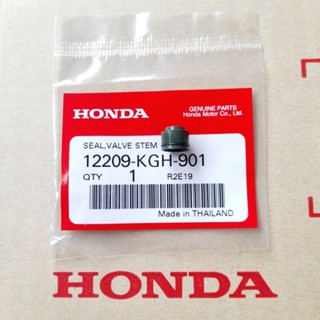 HONDA
GENUINE PARTS
Honda Motor Co., Ltd.
SEAL,VALVE STEM
12209-KGH-901
QTY 1 R2E19
Made in THAILAND
HONDA